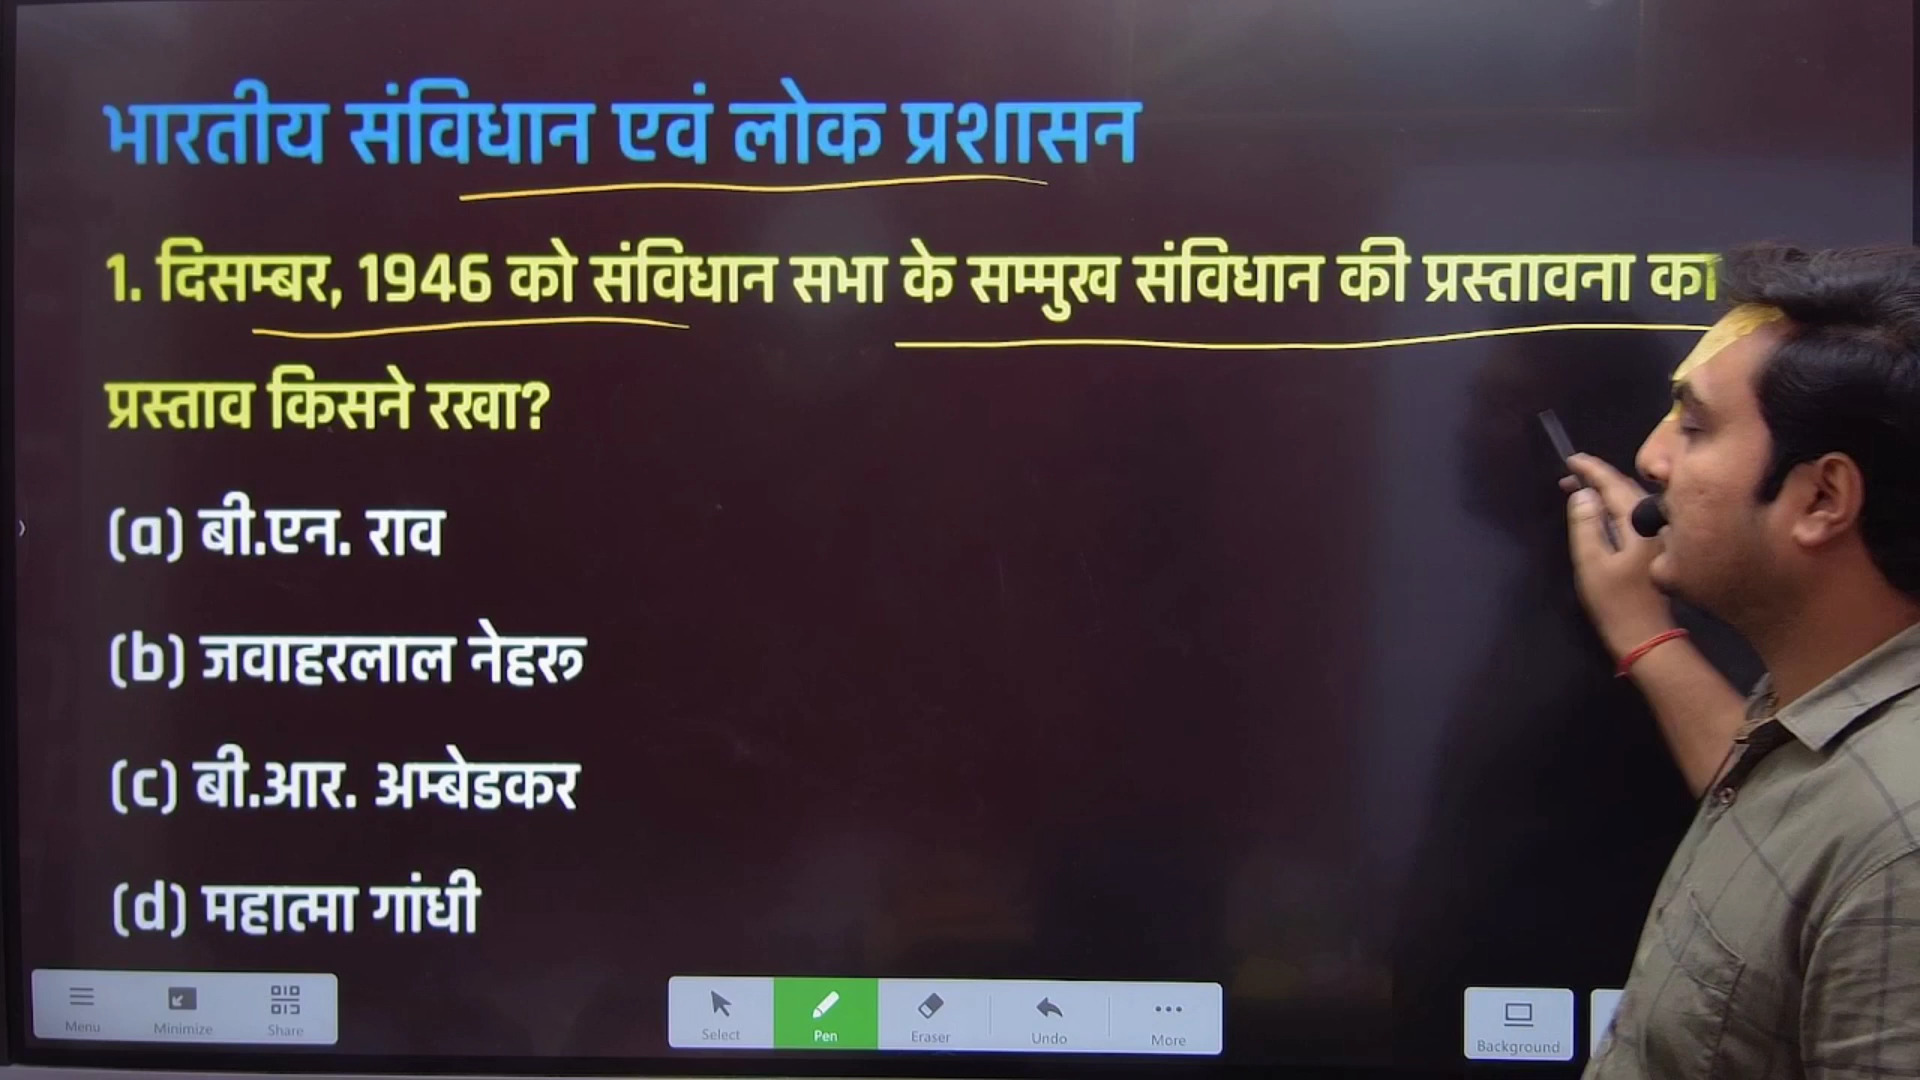 भारतीय संविधान एवं लोक प्रशासन
1. दिसम्बर, 1946 को संविधान सभा के सम्मुख संविधान की प्रस्तावना का
प्रस्ताव किसने रखा?
(a) बी.एन. राव
(b) जवाहरलाल नेहरू
(c) बी.आर. अम्बेडकर
(d) महात्मा गांधी
Menu Minimize Share Select Pen Eraser Undo More Background